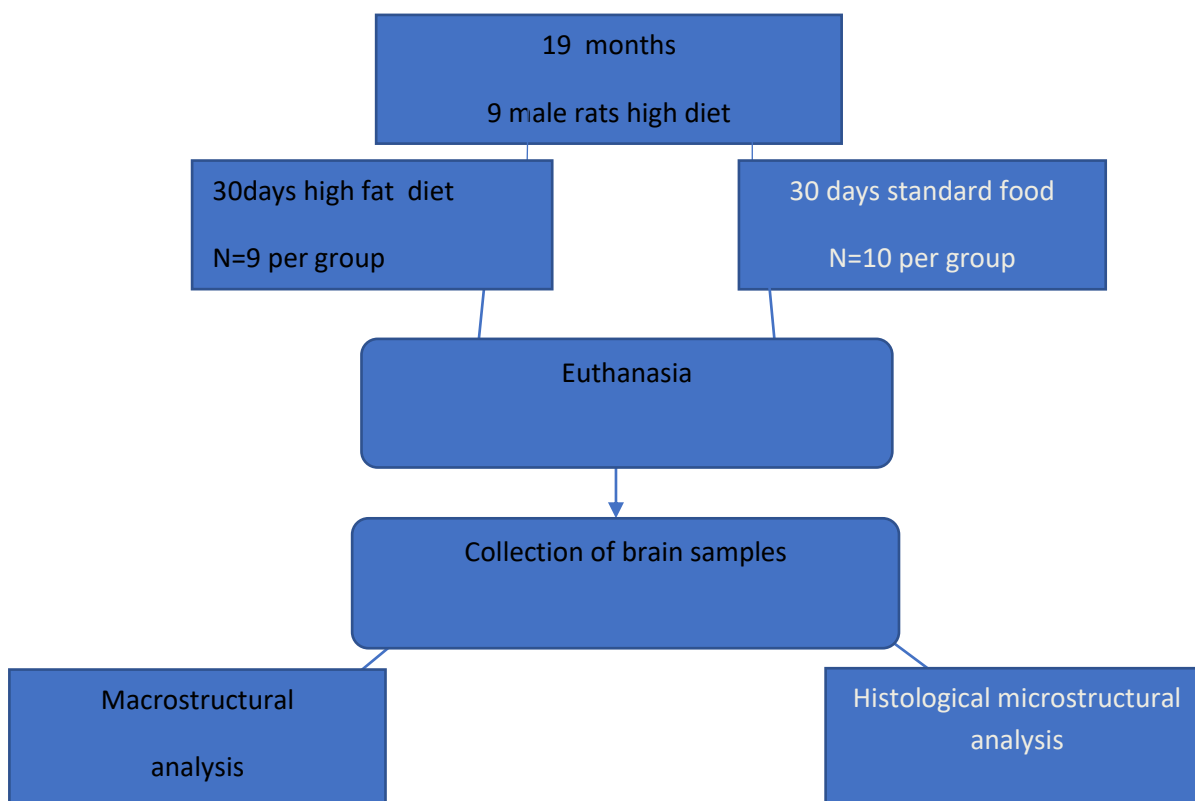 19 months
9 male rats high diet
30days high fat diet
N=9 per group
30 days standard food
N=10 per group
Euthanasia
Collection of brain samples
Macrostructural
analysis
Histological microstructural
analysis